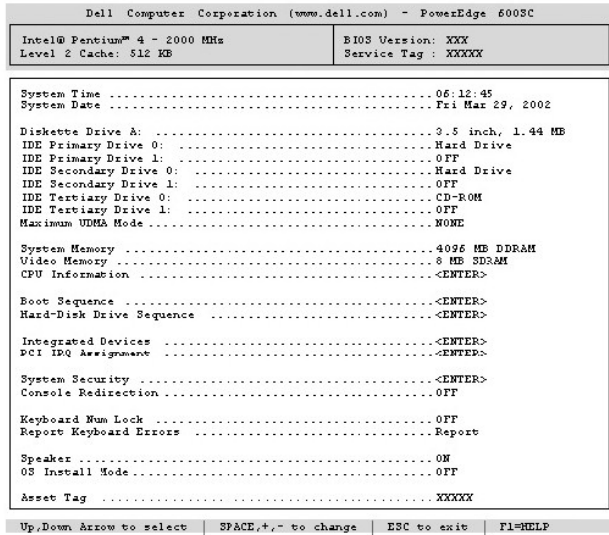 Dell Computer Corporation (www.dell.com) - PowerEdge 600SC
Intel® Pentium™ 4 - 2000 MHz
Level 2 Cache: 512 KB
BIOS Version: XXX
Service Tag : XXXXX
System Time ........................................ 06:12:45
System Date ........................................ Fri Mar 29, 2002
Diskette Drive A: .................................. 3.5 inch, 1.44 MB
IDE Primary Drive 0: ............................... Hard Drive
IDE Primary Drive 1: ............................... OFF
IDE Secondary Drive 0: ............................. Hard Drive
IDE Secondary Drive 1: ............................. OFF
IDE Tertiary Drive 0: .............................. CD-ROM
IDE Tertiary Drive 1: .............................. OFF
Maximum UDMA Mode .................................. NONE
System Memory ...................................... 4096 MB DDRAM
Video Memory ....................................... 8 MB SDRAM
CPU Information .................................... <ENTER>
Boot Sequence ...................................... <ENTER>
Hard-Disk Drive Sequence ........................... <ENTER>
Integrated Devices ................................. <ENTER>
PCI IRQ Assignment ................................. <ENTER>
System Security .................................... <ENTER>
Console Redirection ................................ OFF
Keyboard Num Lock .................................. OFF
Report Keyboard Errors ............................. Report
Speaker ............................................ ON
OS Install Mode .................................... OFF
Asset Tag .......................................... XXXXX
Up,Down Arrow to select | SPACE,+,- to change | ESC to exit | F1=HELP